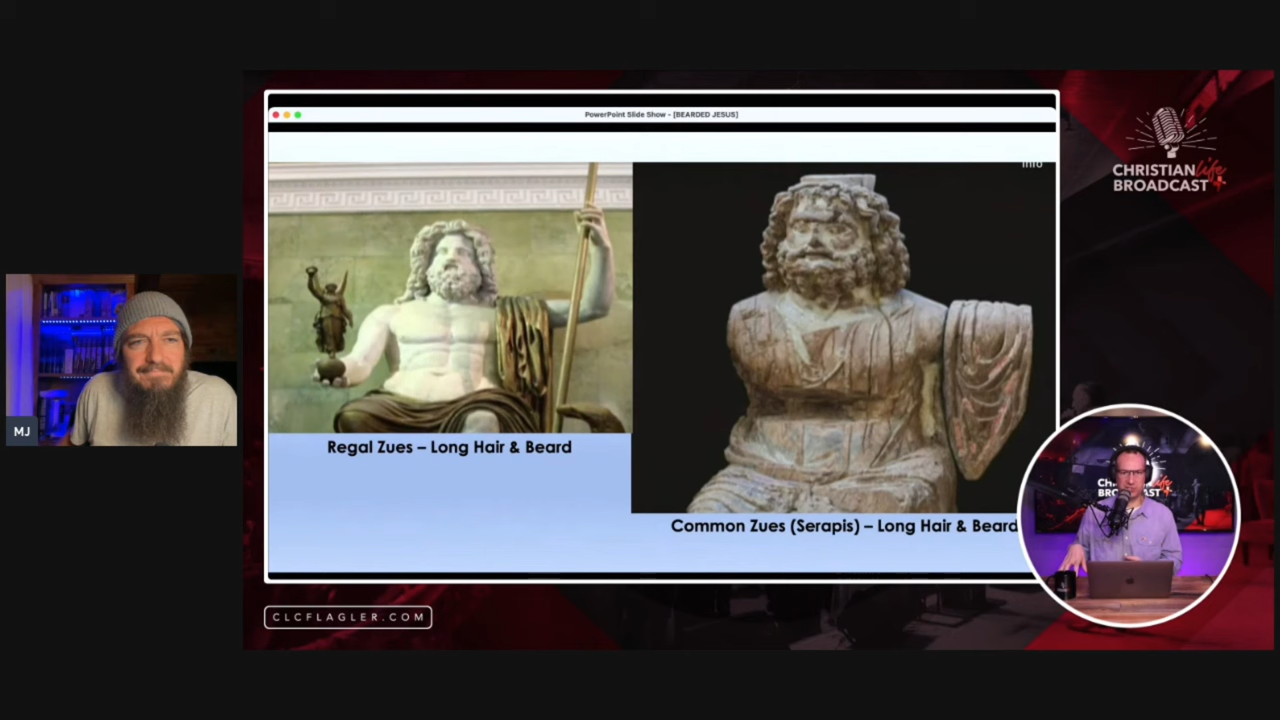 PowerPoint Slide Show - [BEARDED JESUS]
Info
CHRISTIAN life
BROADCAST
MJ
Regal Zues – Long Hair & Beard
Common Zues (Serapis) – Long Hair & Beard
CLCFLAGLER.COM